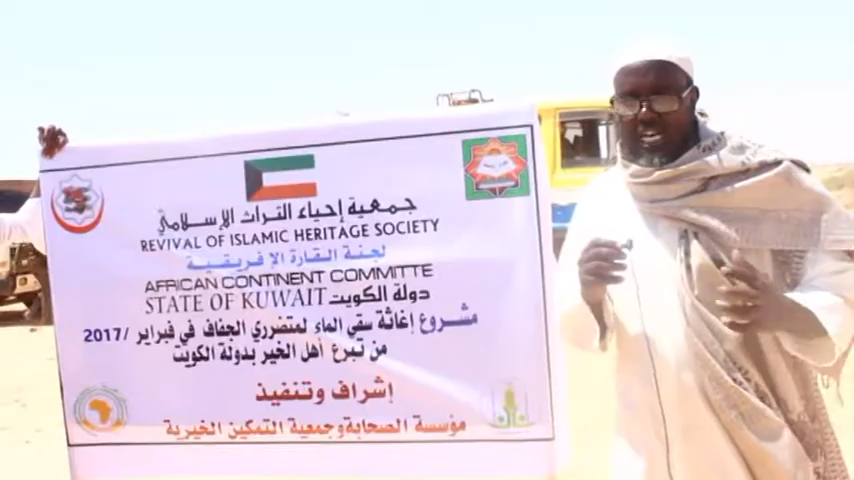 جمعية إحياء التراث الإسلامي
REVIVAL OF ISLAMIC HERITAGE SOCIETY
لجنة القارة الإفريقية
AFRICAN CONTINENT COMMITTE
STATE OF KUWAIT دولة الكويت
مشروع إغاثة سقي الماء لمتضرري الجفاف في فبراير /2017
من تبرع أهل الخير بدولة الكويت
إشراف وتنفيذ
مؤسسة الصحابة وجمعية التمكين الخيرية